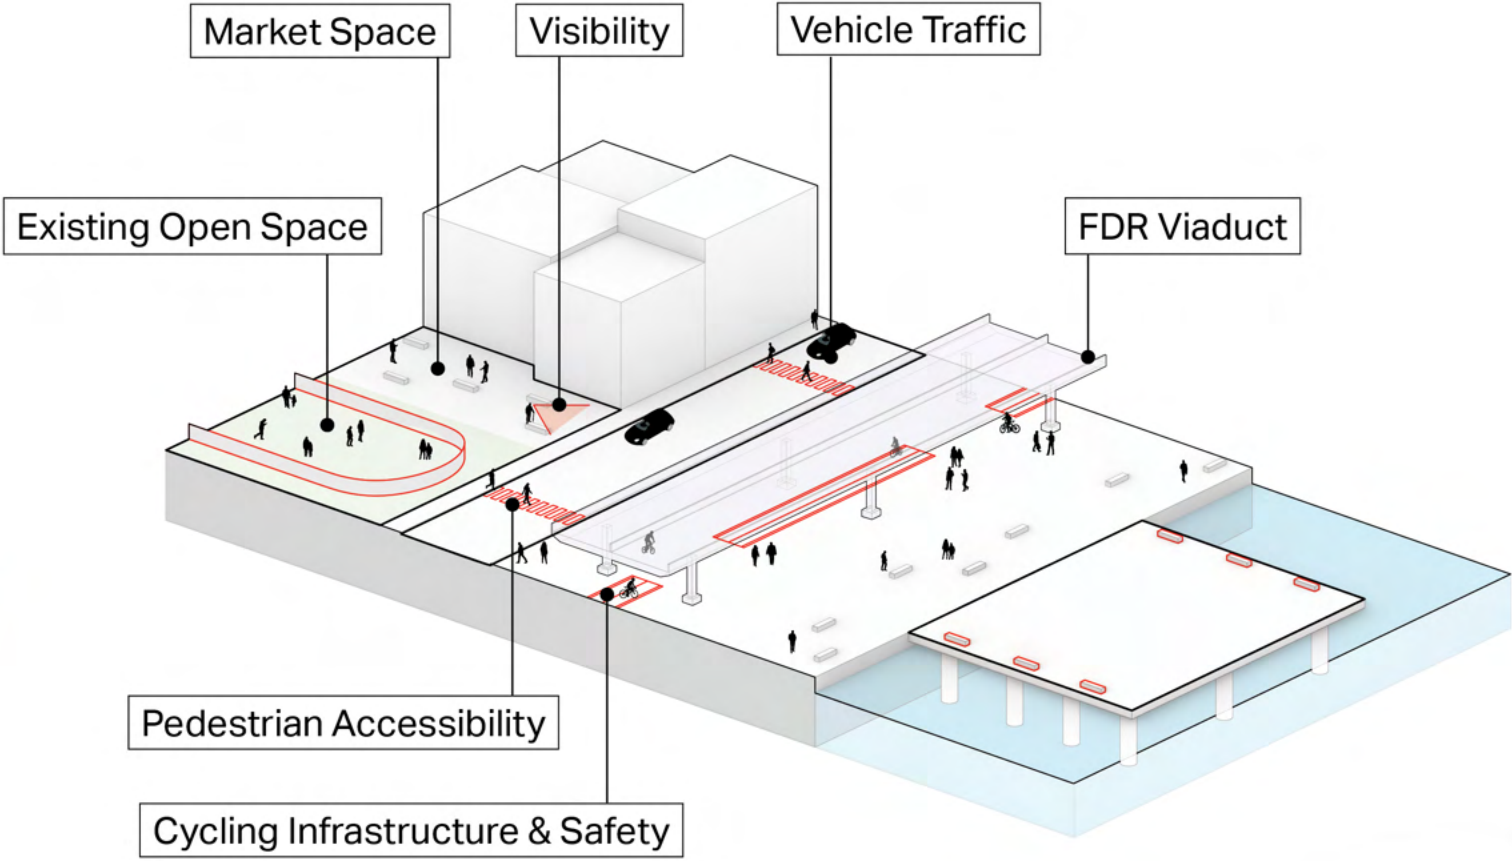 Market Space
Visibility
Vehicle Traffic
Existing Open Space
FDR Viaduct
Pedestrian Accessibility
Cycling Infrastructure & Safety